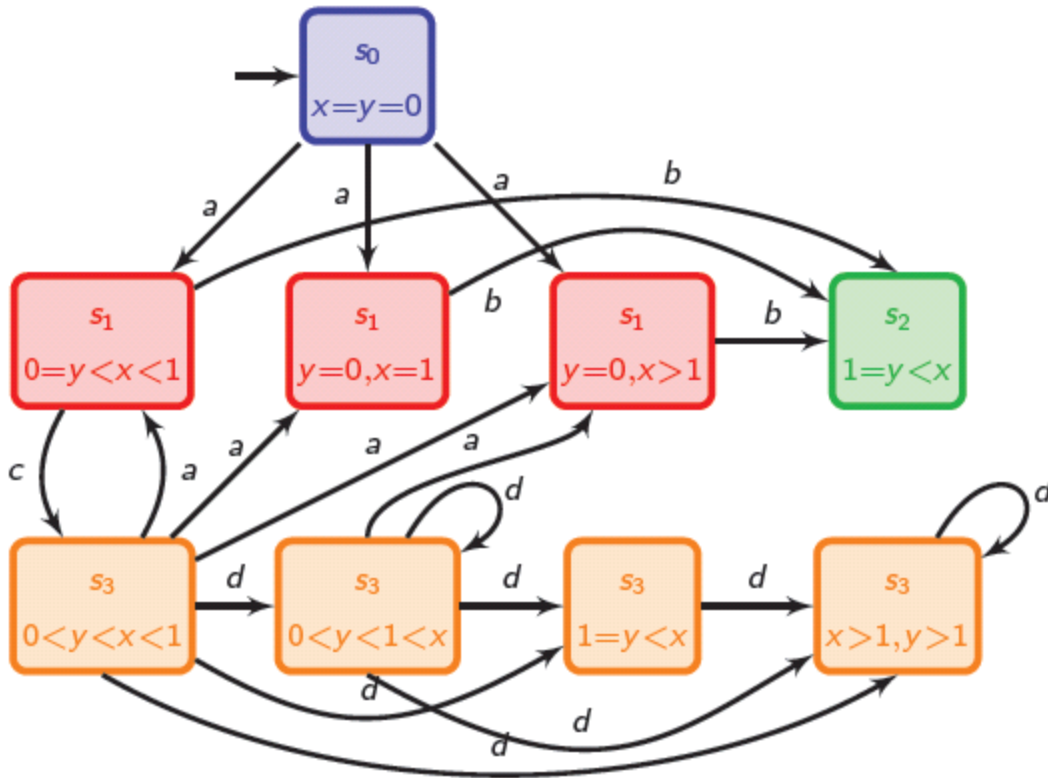 s₀
x=y=0
a
a
a
b
s₁
0=y<x<1
s₁
y=0,x=1
b
s₁
y=0,x>1
b
s₂
1=y<x
c
a
a
a
a
d
d
s₃
0<y<x<1
d
s₃
0<y<1<x
d
s₃
1=y<x
d
s₃
x>1,y>1
d
d
d